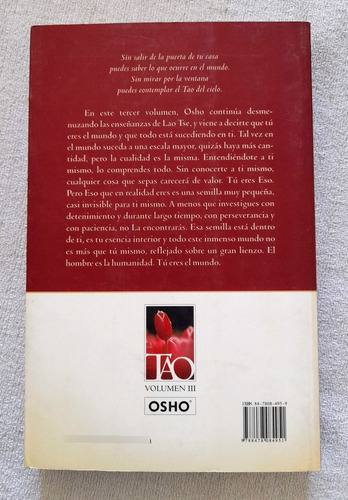 Sin salir de la puerta de tu casa
puedes saber lo que ocurre en el mundo.
Sin mirar por la ventana
puedes contemplar el Tao del cielo.
En este tercer volumen, Osho continúa desme-
nuzando las enseñanzas de Lao Tse, y viene a decirte que tú
eres el mundo y que todo está sucediendo en ti. Tal vez en
el mundo suceda a una escala mayor, quizás haya más can-
tidad, pero la cualidad es la misma. Entendiéndote a ti
mismo, lo comprendes todo. Sin conocerte a ti mismo,
cualquier cosa que sepas carecerá de valor. Tú eres Eso.
Pero Eso que en realidad eres es una semilla muy pequeña,
casi invisible para ti mismo. A menos que investigues con
detenimiento y durante largo tiempo, con perseverancia y
con paciencia, no La encontrarás. Esa semilla está dentro
de ti, es tu esencia interior y todo este inmenso mundo no
es más que tú mismo, reflejado sobre un gran lienzo. El
hombre es la humanidad. Tú eres el mundo.
TAO
VOLUMEN III
OSHO®
1
ISBN 84-7808-495-9
9788478084951